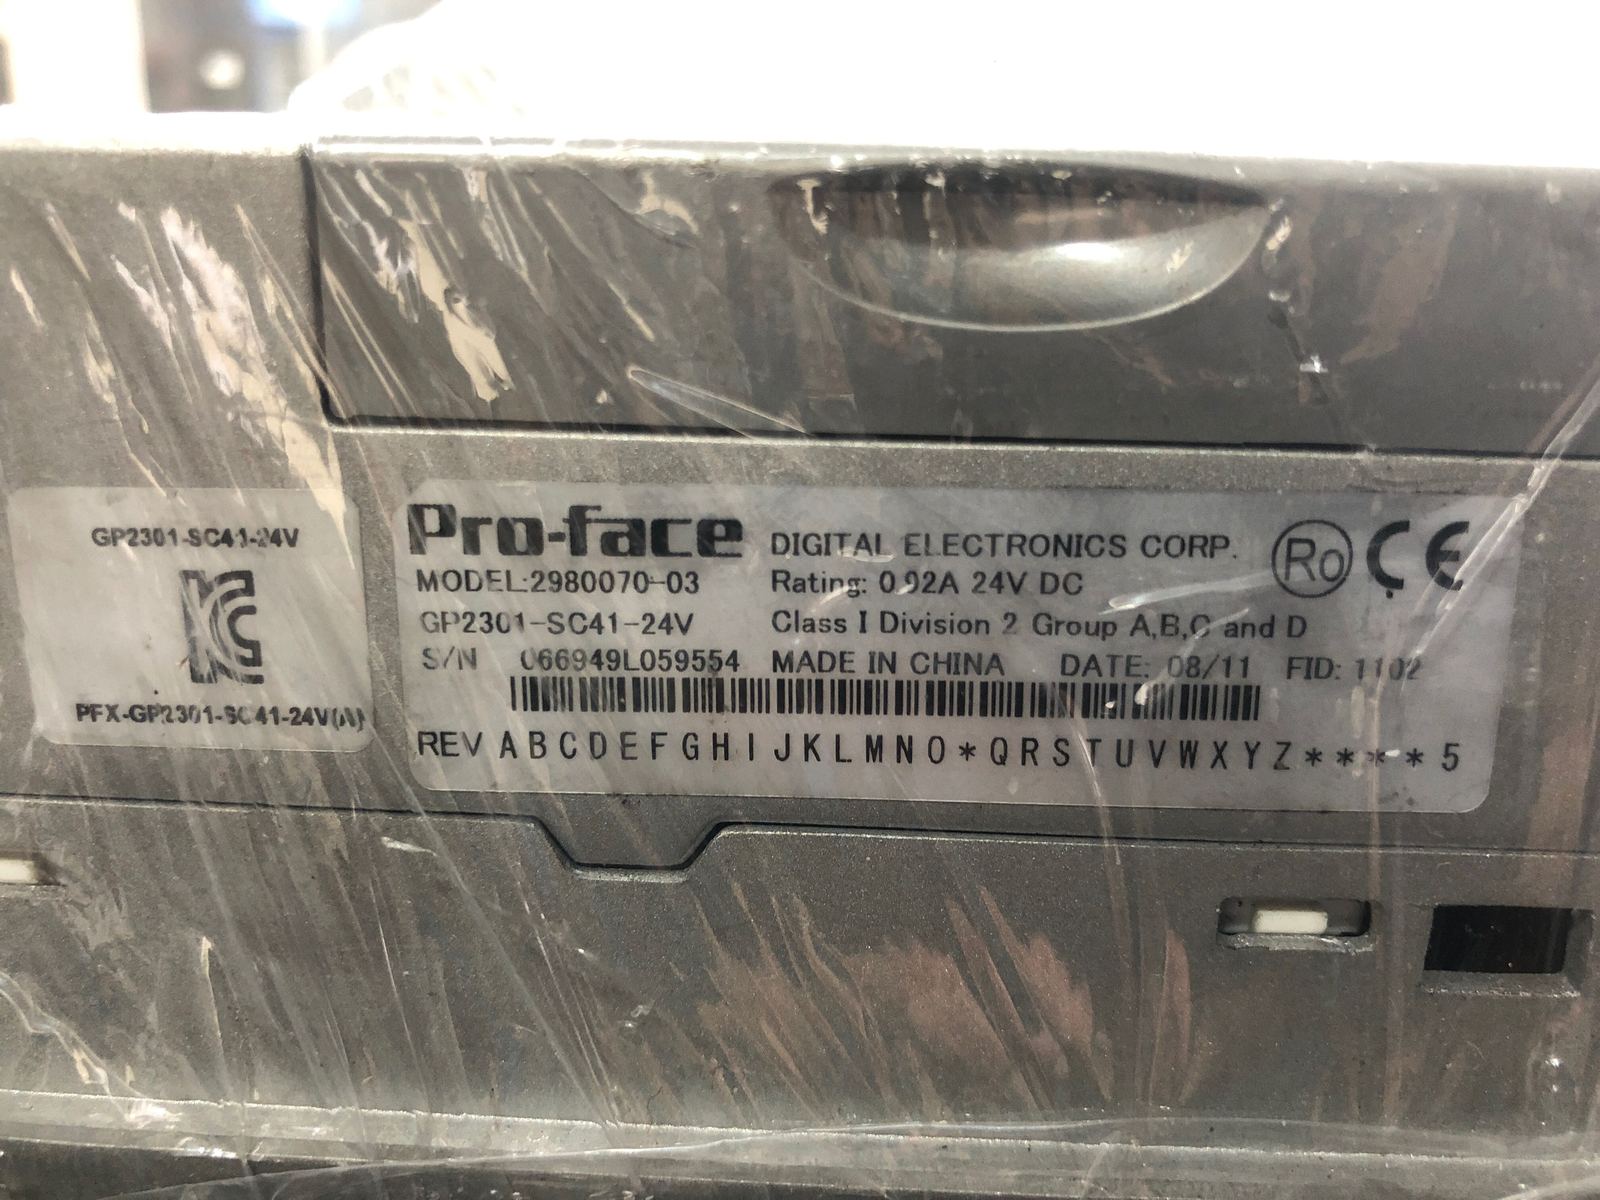 GP2301-SC41-24V
PFX-GP2301-SC41-24V(A)
Pro-face DIGITAL ELECTRONICS CORP.
MODEL:2980070-03 Rating: 0.92A 24V DC
GP2301-SC41-24V Class I Division 2 Group A,B,C and D
S/N 066949L059554 MADE IN CHINA DATE: 08/11 FID: 1102
REV A B C D E F G H I J K L M N O * Q R S T U V W X Y Z * * * * 5